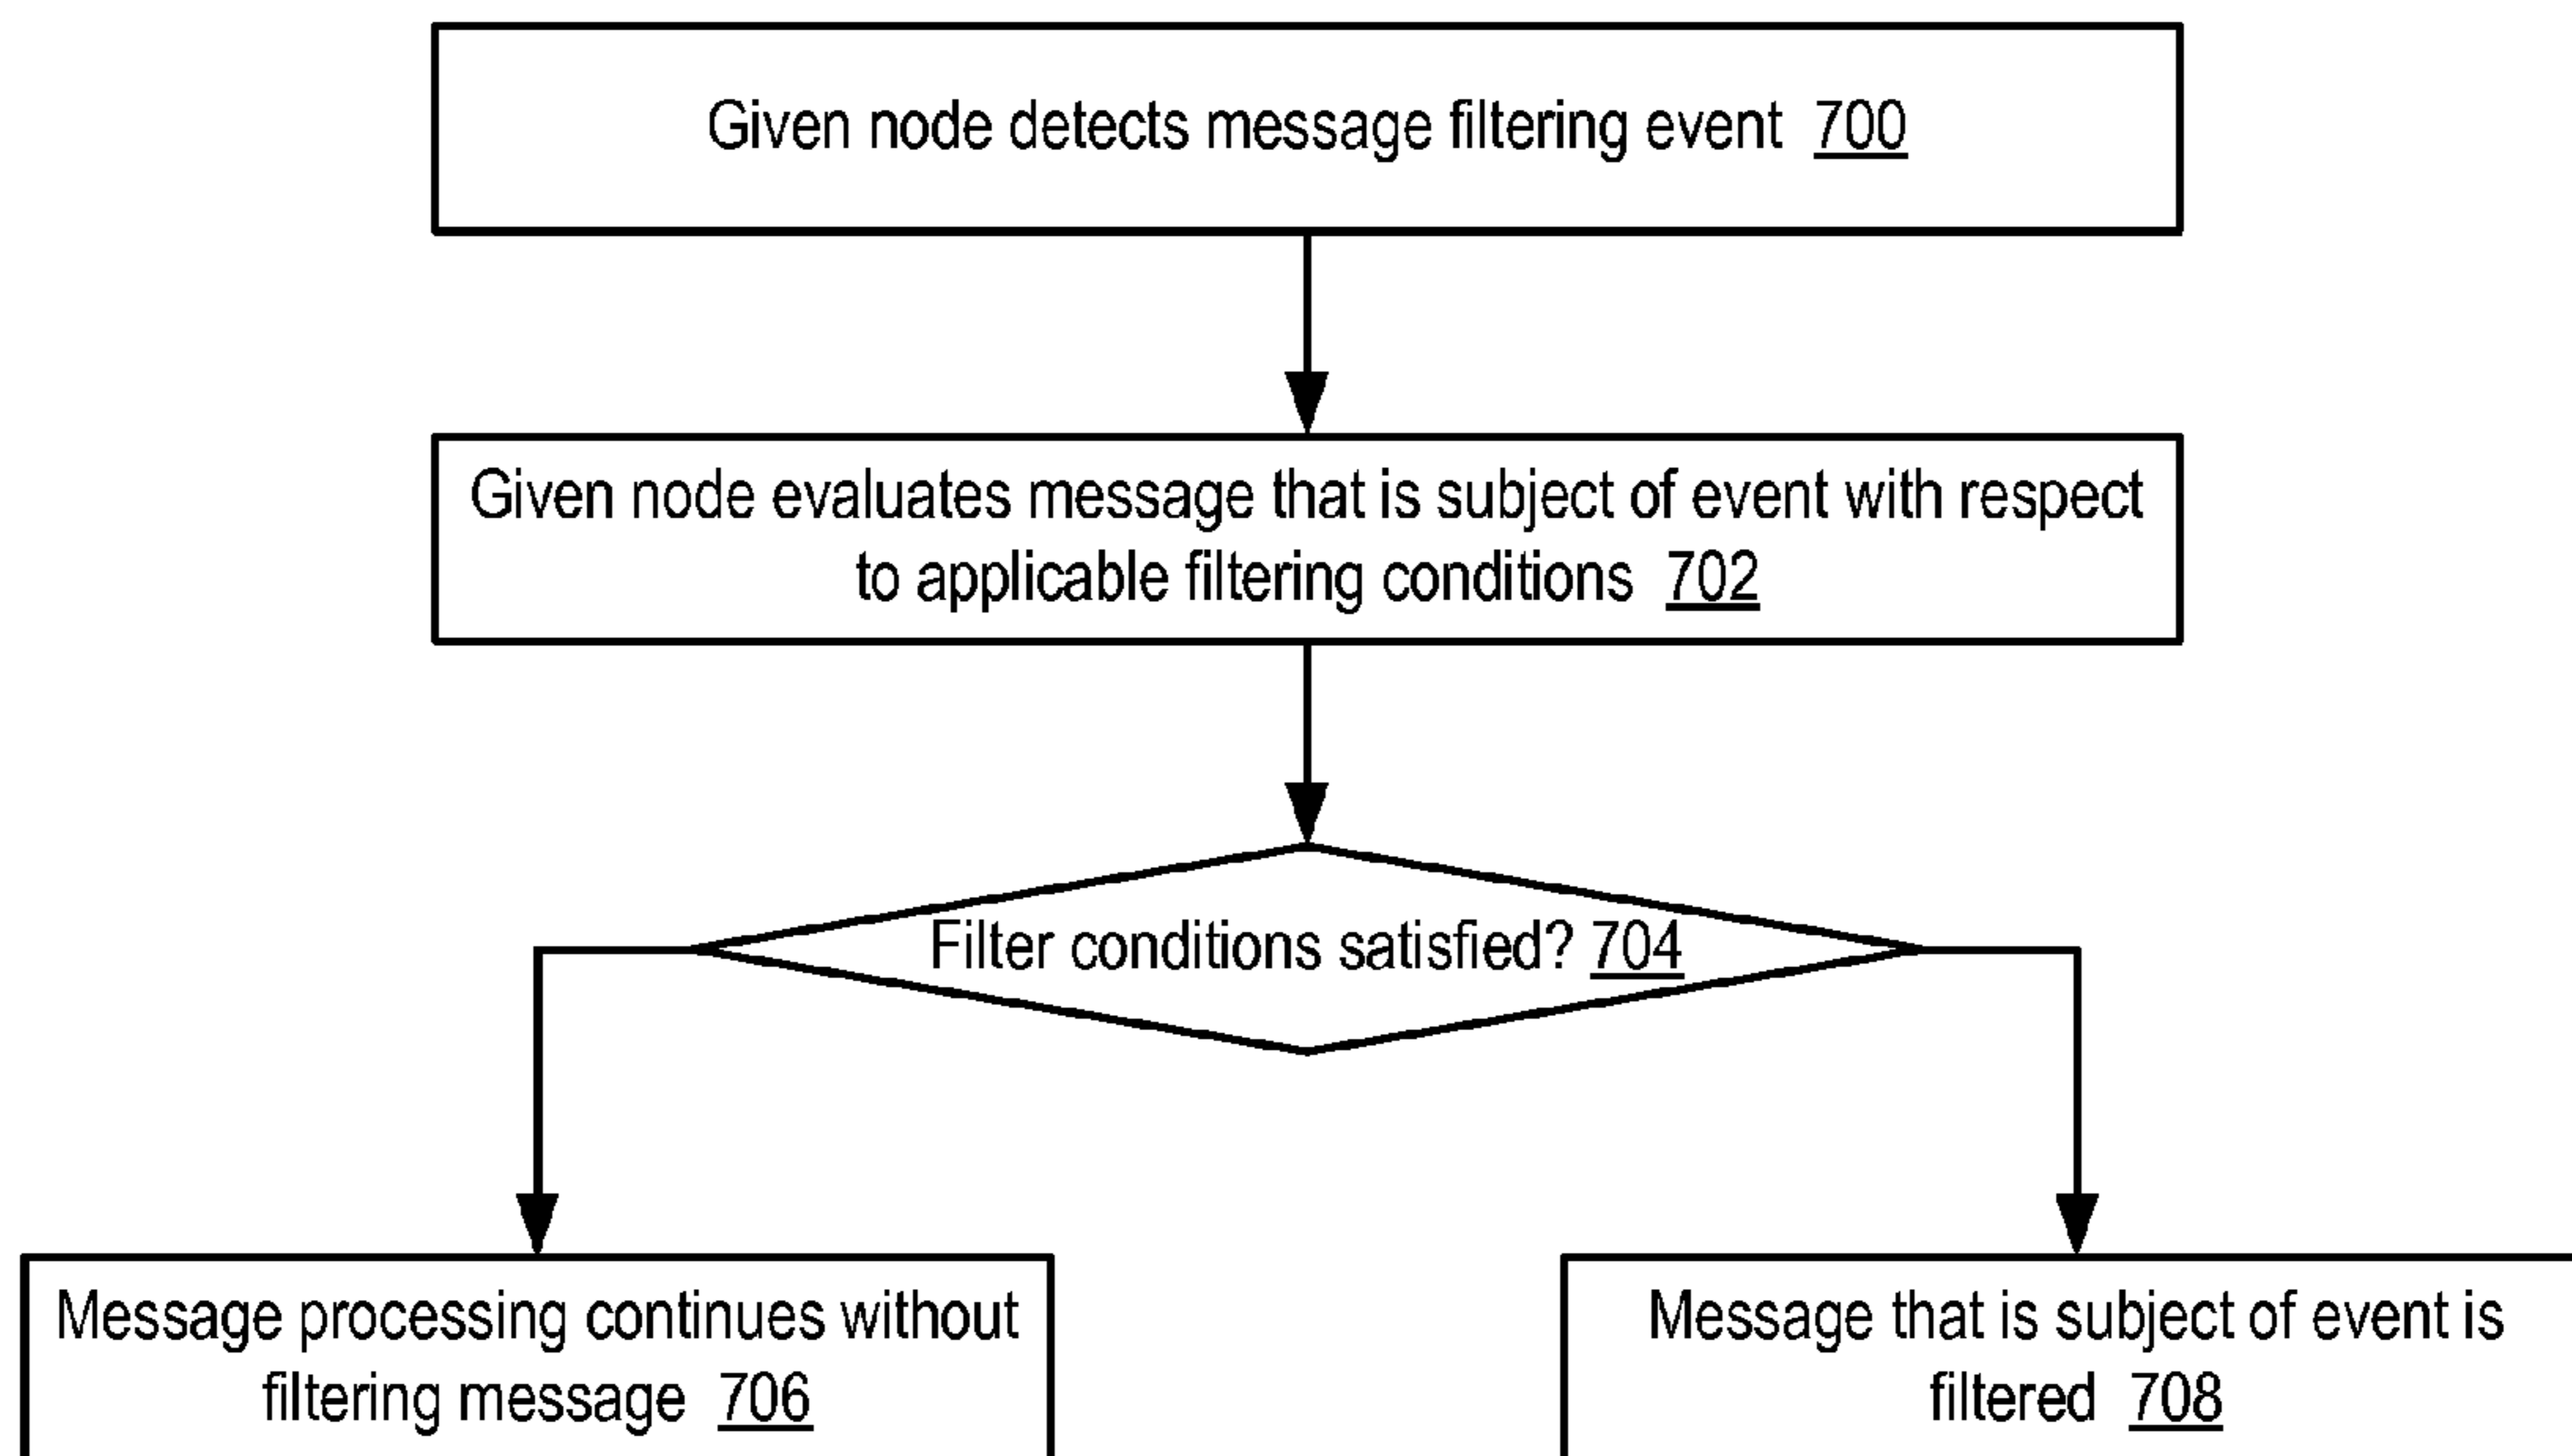 Given node detects message filtering event 700
Given node evaluates message that is subject of event with respect
to applicable filtering conditions 702
Filter conditions satisfied? 704
Message processing continues without
filtering message 706
Message that is subject of event is
filtered 708